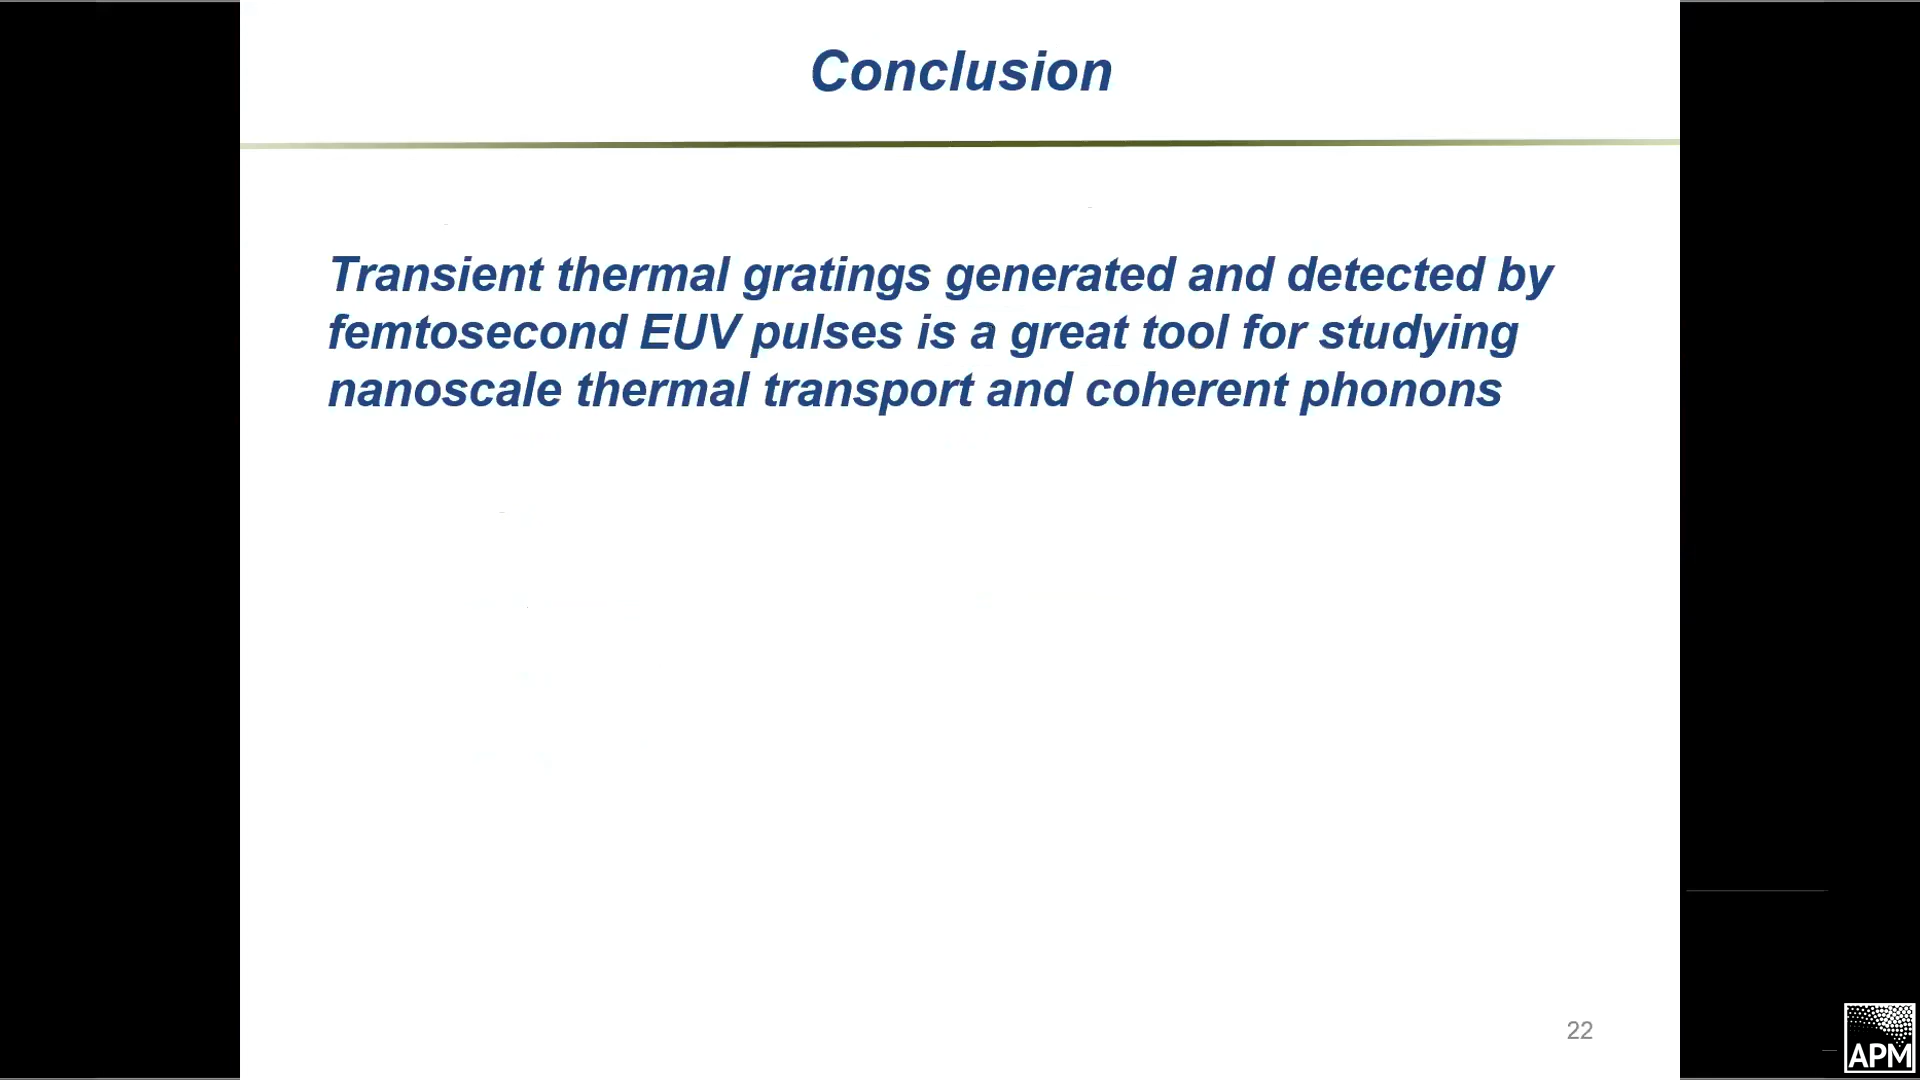 Conclusion
Transient thermal gratings generated and detected by
femtosecond EUV pulses is a great tool for studying
nanoscale thermal transport and coherent phonons
22
APM